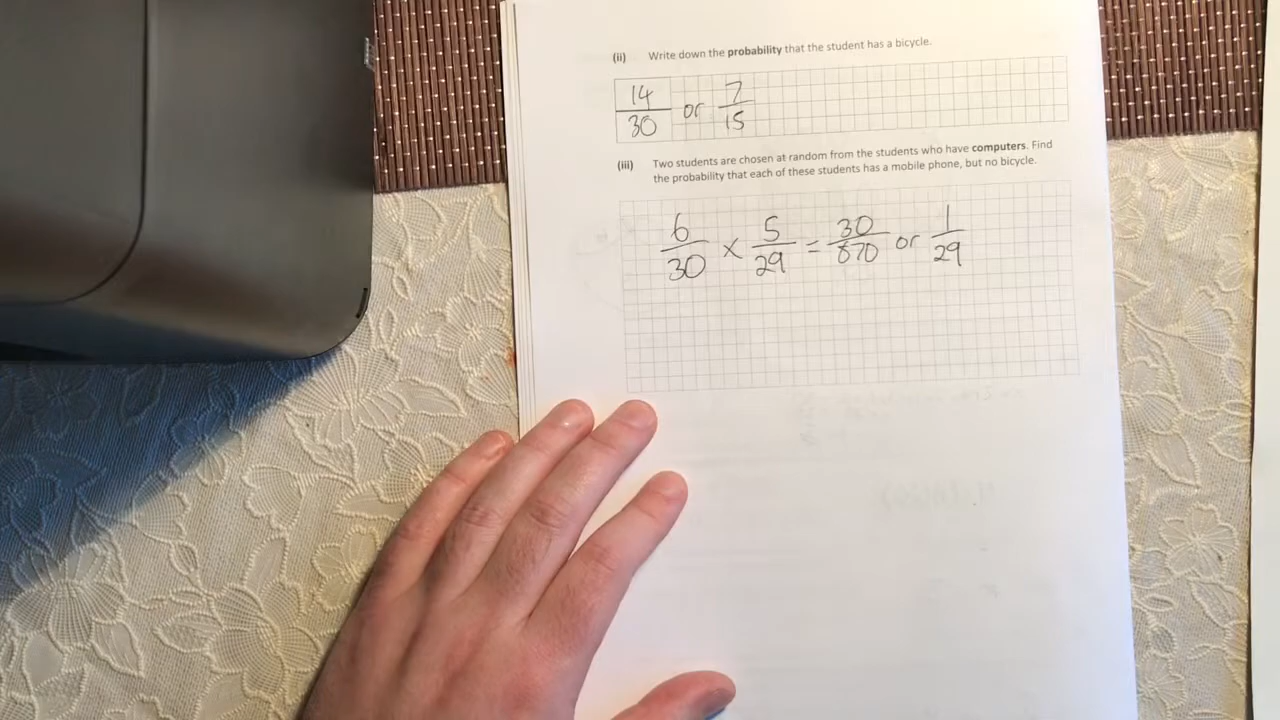 (ii) Write down the probability that the student has a bicycle.
14/30 or 7/15
(iii) Two students are chosen at random from the students who have computers. Find
the probability that each of these students has a mobile phone, but no bicycle.
6/30 × 5/29 = 30/870 or 1/29